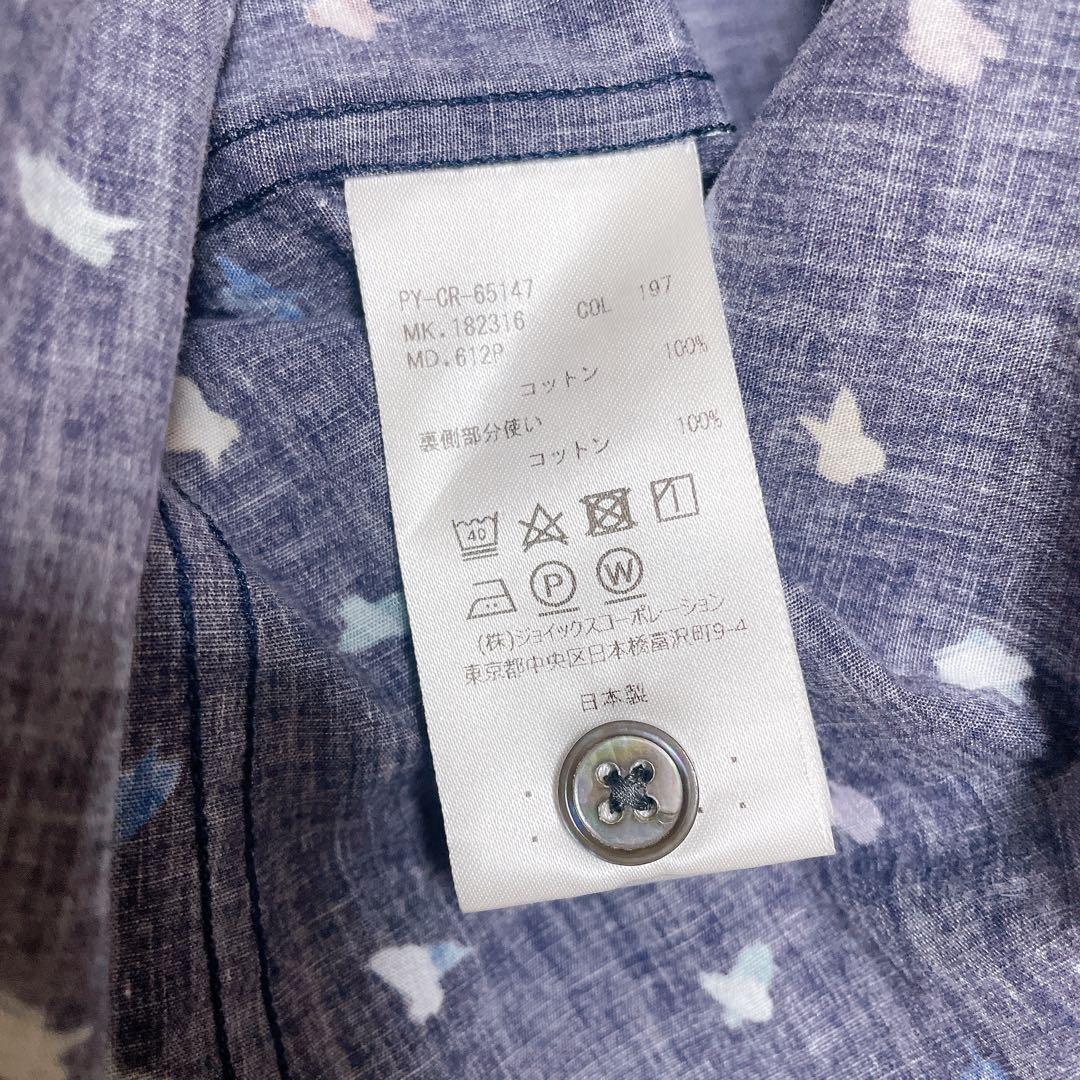 PY-CR-65147
MK.182316 COL 197
MD.612P
コットン 100%
裏側部分使い
コットン 100%
40
P W
(株)ジョイックスコーポレーション
東京都中央区日本橋富沢町9-4
日本製